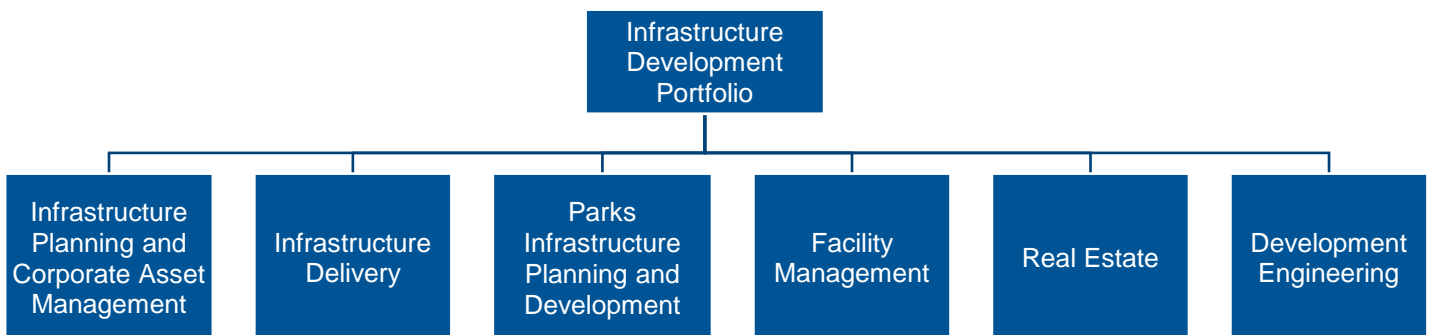 Infrastructure
Development
Portfolio
Infrastructure
Planning and
Corporate Asset
Management
Infrastructure
Delivery
Parks
Infrastructure
Planning and
Development
Facility
Management
Real Estate
Development
Engineering